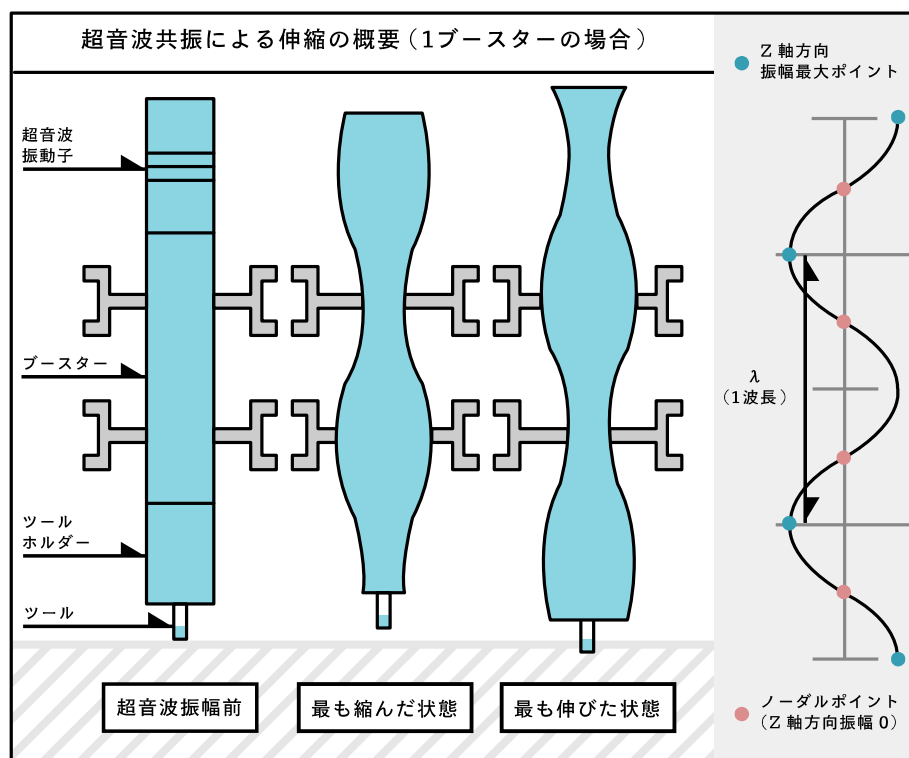 超音波共振による伸縮の概要（1ブースターの場合）
超音波
振動子
ブースター
ツール
ホルダー
ツール
超音波振幅前
最も縮んだ状態
最も伸びた状態
Z 軸方向
振幅最大ポイント
λ
（1波長）
ノーダルポイント
（Z 軸方向振幅 0）